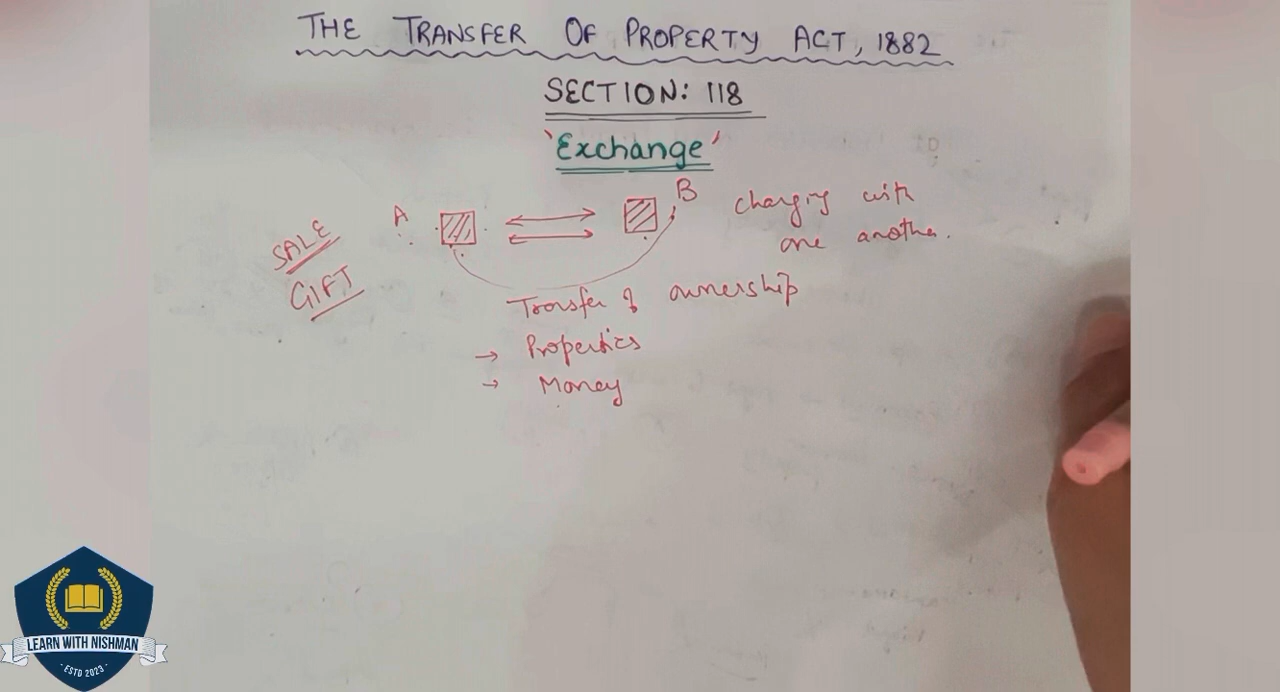 THE TRANSFER OF PROPERTY ACT, 1882
SECTION: 118
'Exchange'
A
B
changing with
one another.
SALE
GIFT
Transfer of ownership
→ Properties
→ Money
LEARN WITH NISHMAN
· ESTD 2023 ·